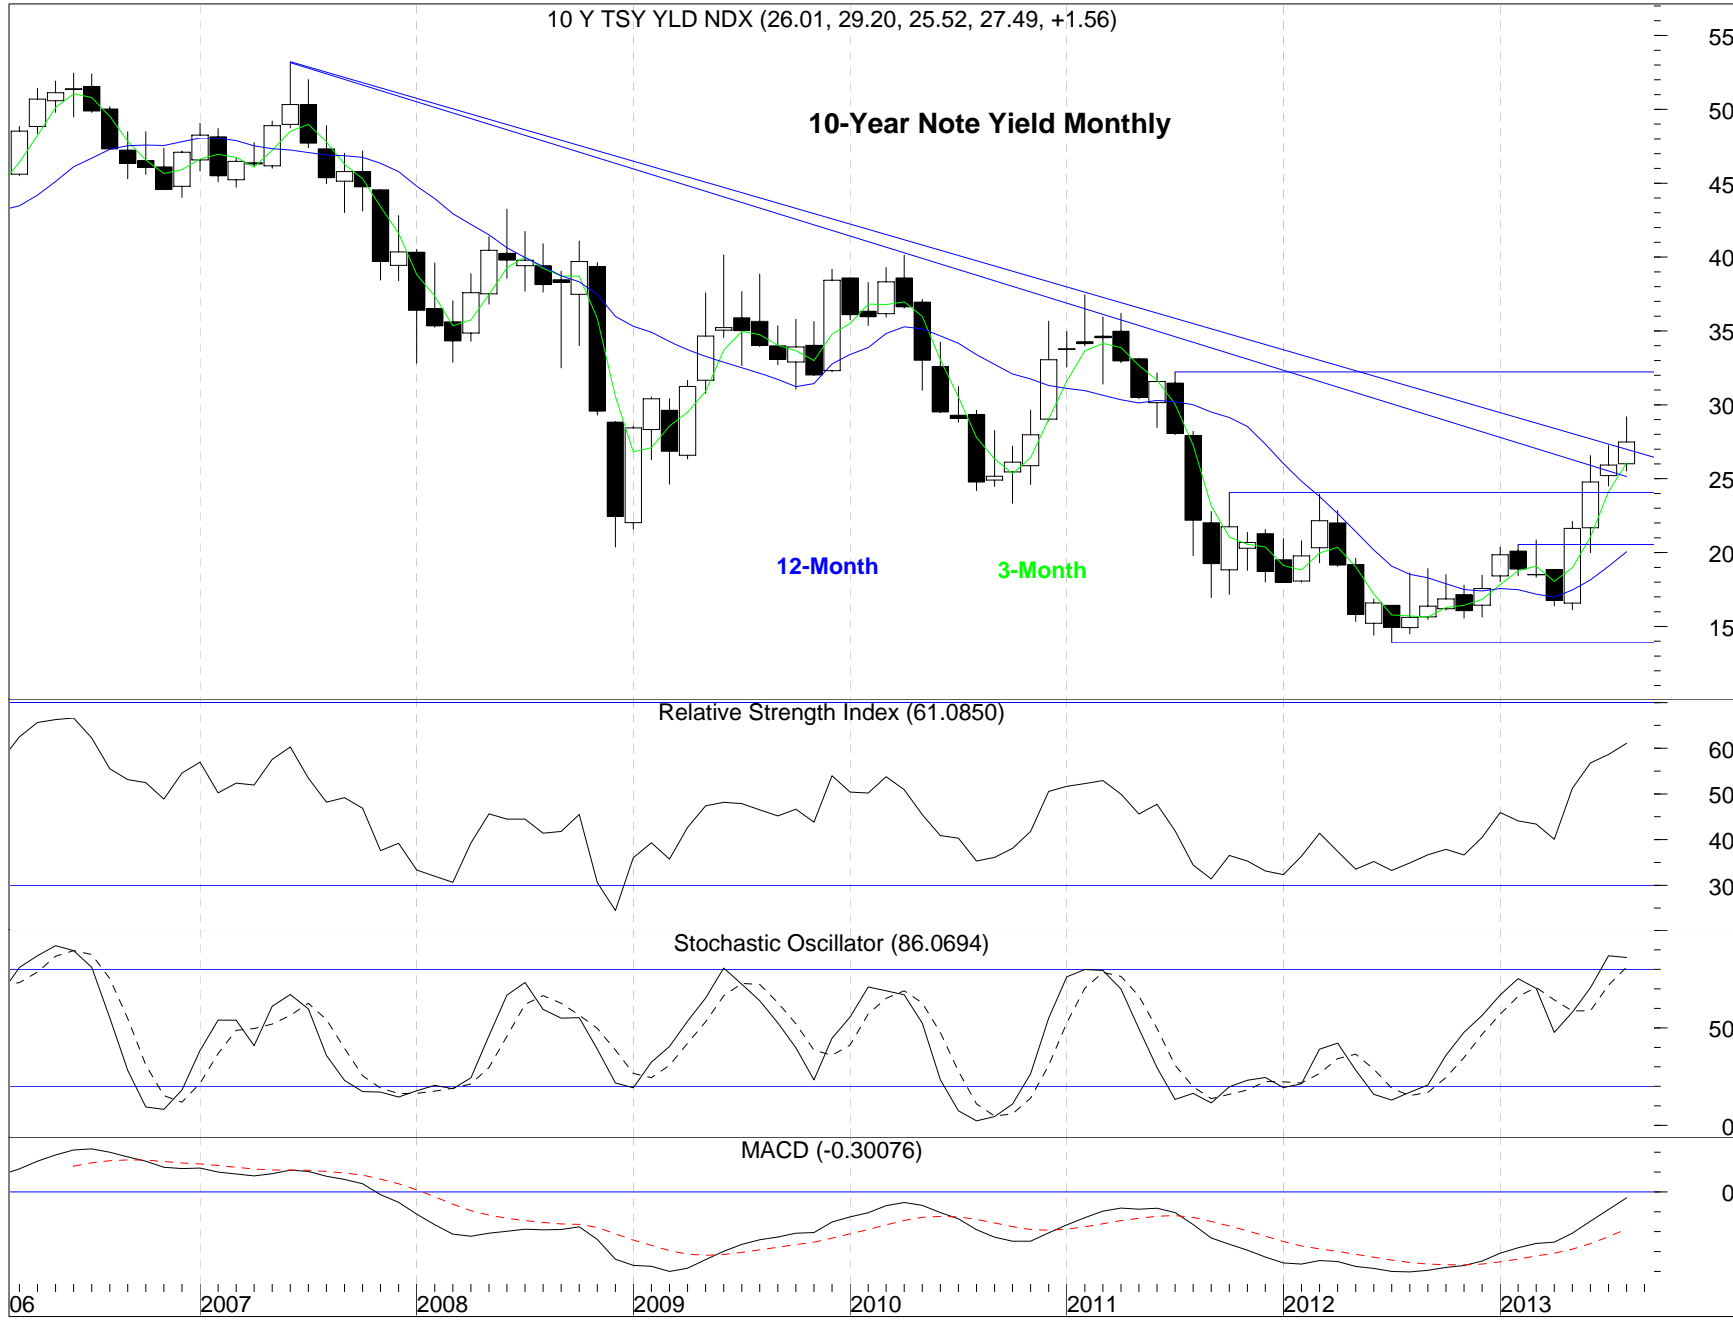 10 Y TSY YLD NDX (26.01, 29.20, 25.52, 27.49, +1.56)
10-Year Note Yield Monthly
55
50
45
40
35
30
25
20
15
12-Month
3-Month
Relative Strength Index (61.0850)
60
50
40
30
Stochastic Oscillator (86.0694)
50
0
MACD (-0.30076)
0
06 2007 2008 2009 2010 2011 2012 2013